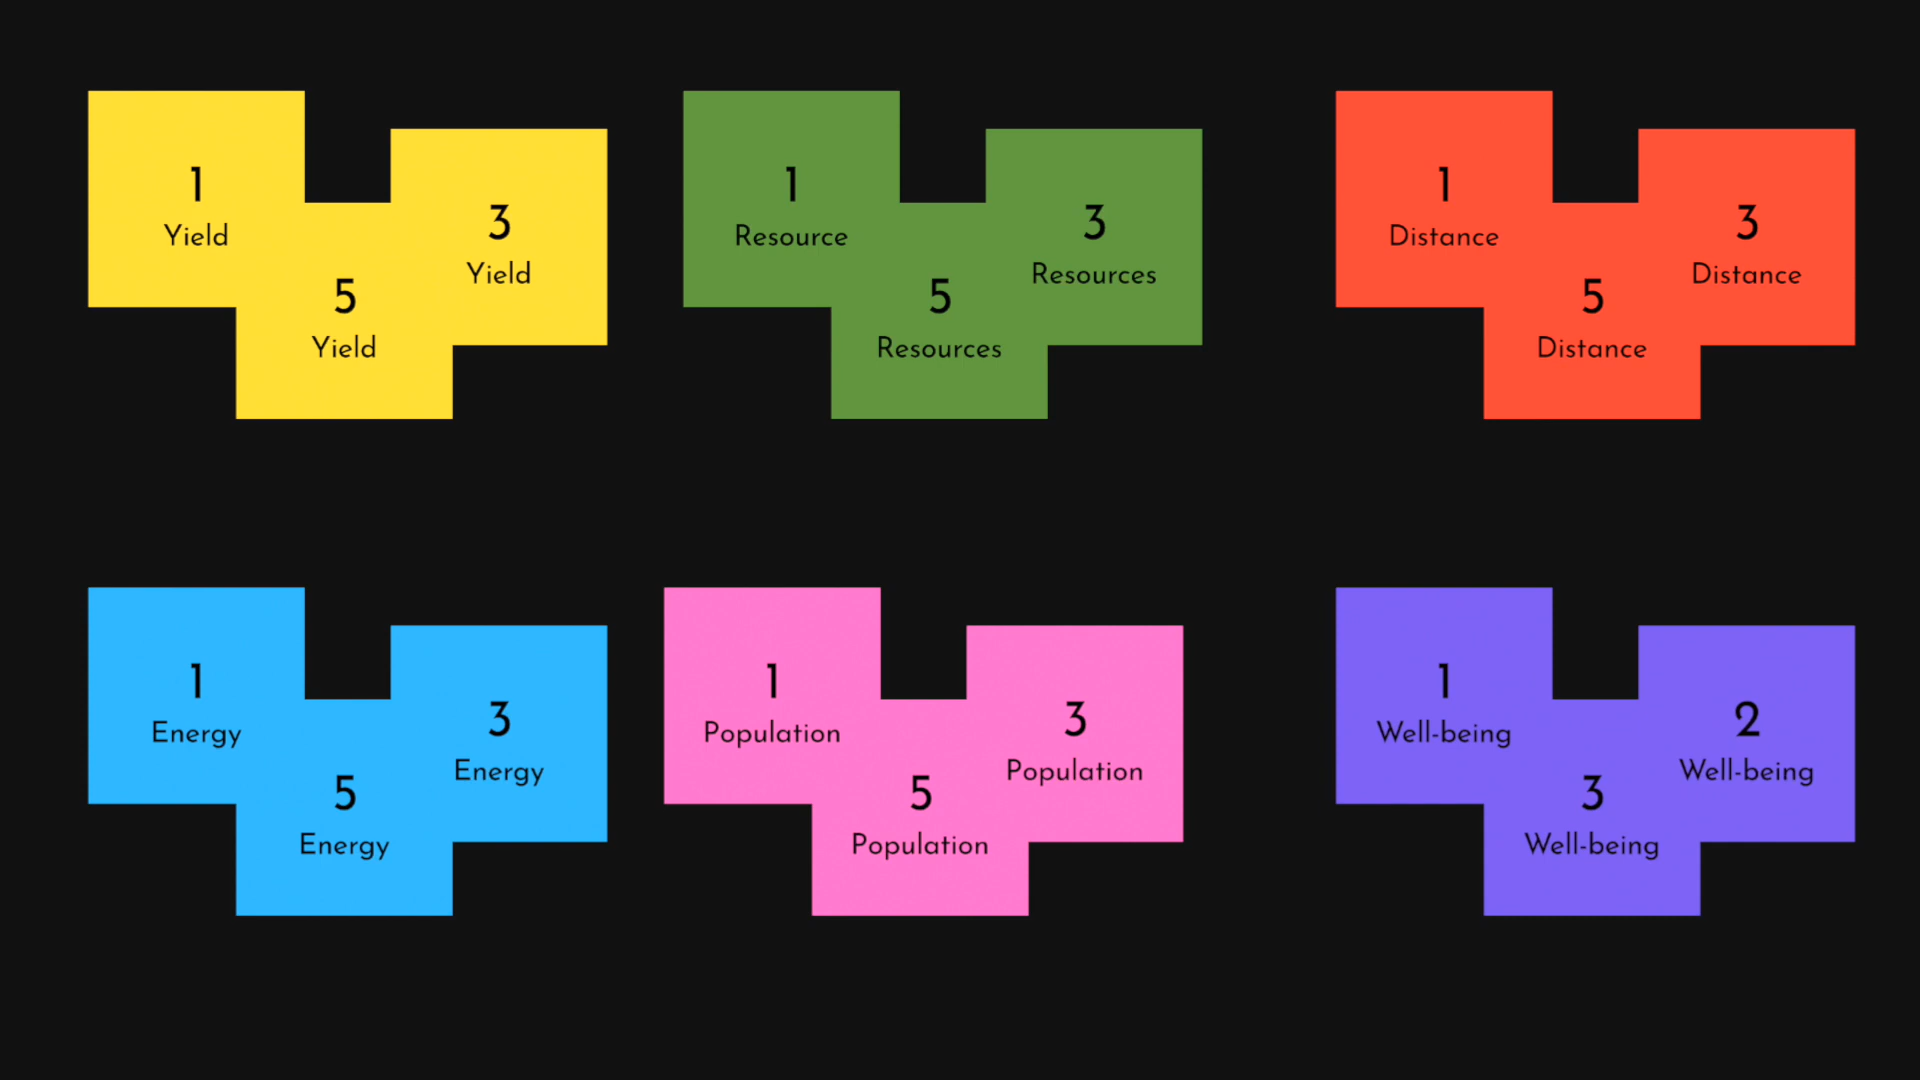 1
Yield
3
Yield
5
Yield
1
Resource
3
Resources
5
Resources
1
Distance
3
Distance
5
Distance
1
Energy
3
Energy
5
Energy
1
Population
3
Population
5
Population
1
Well-being
2
Well-being
3
Well-being